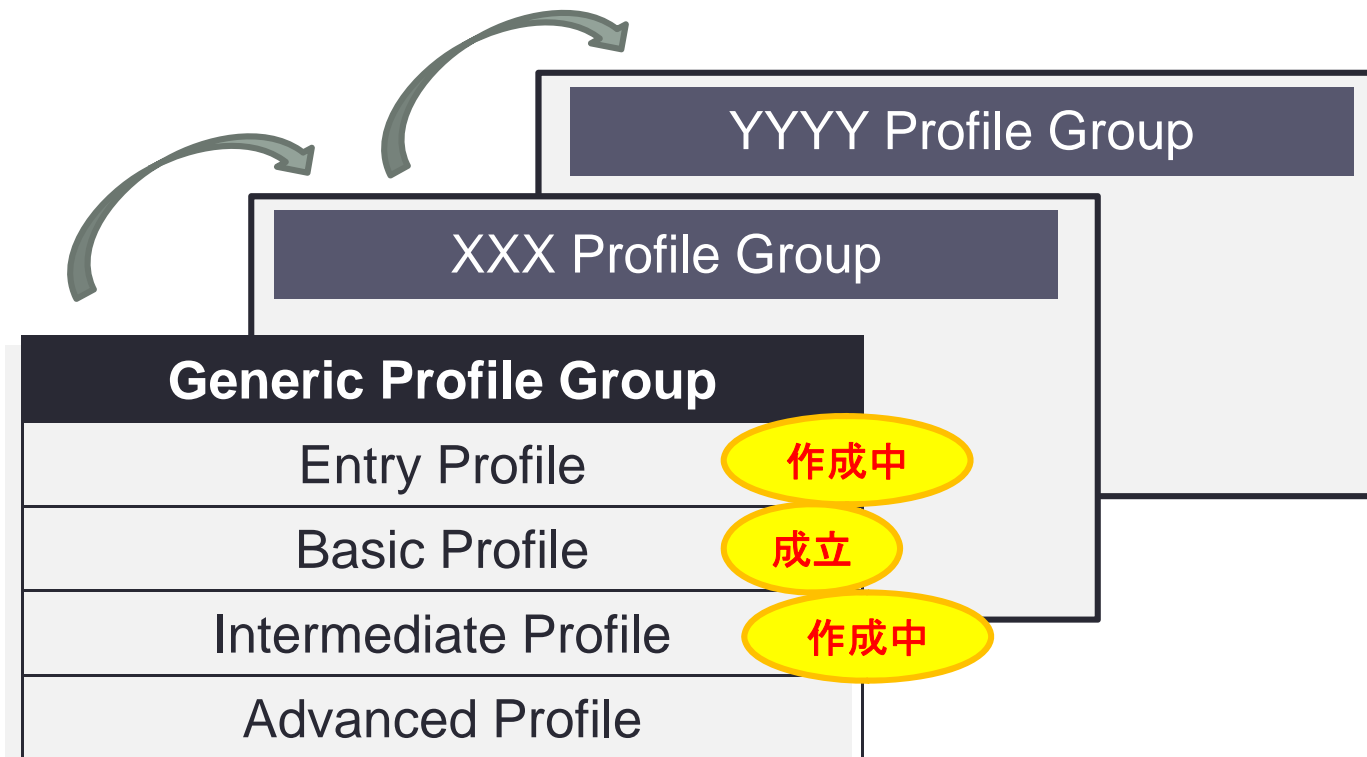 YYYY Profile Group
XXX Profile Group
Generic Profile Group
Entry Profile
作成中
Basic Profile
成立
Intermediate Profile
作成中
Advanced Profile